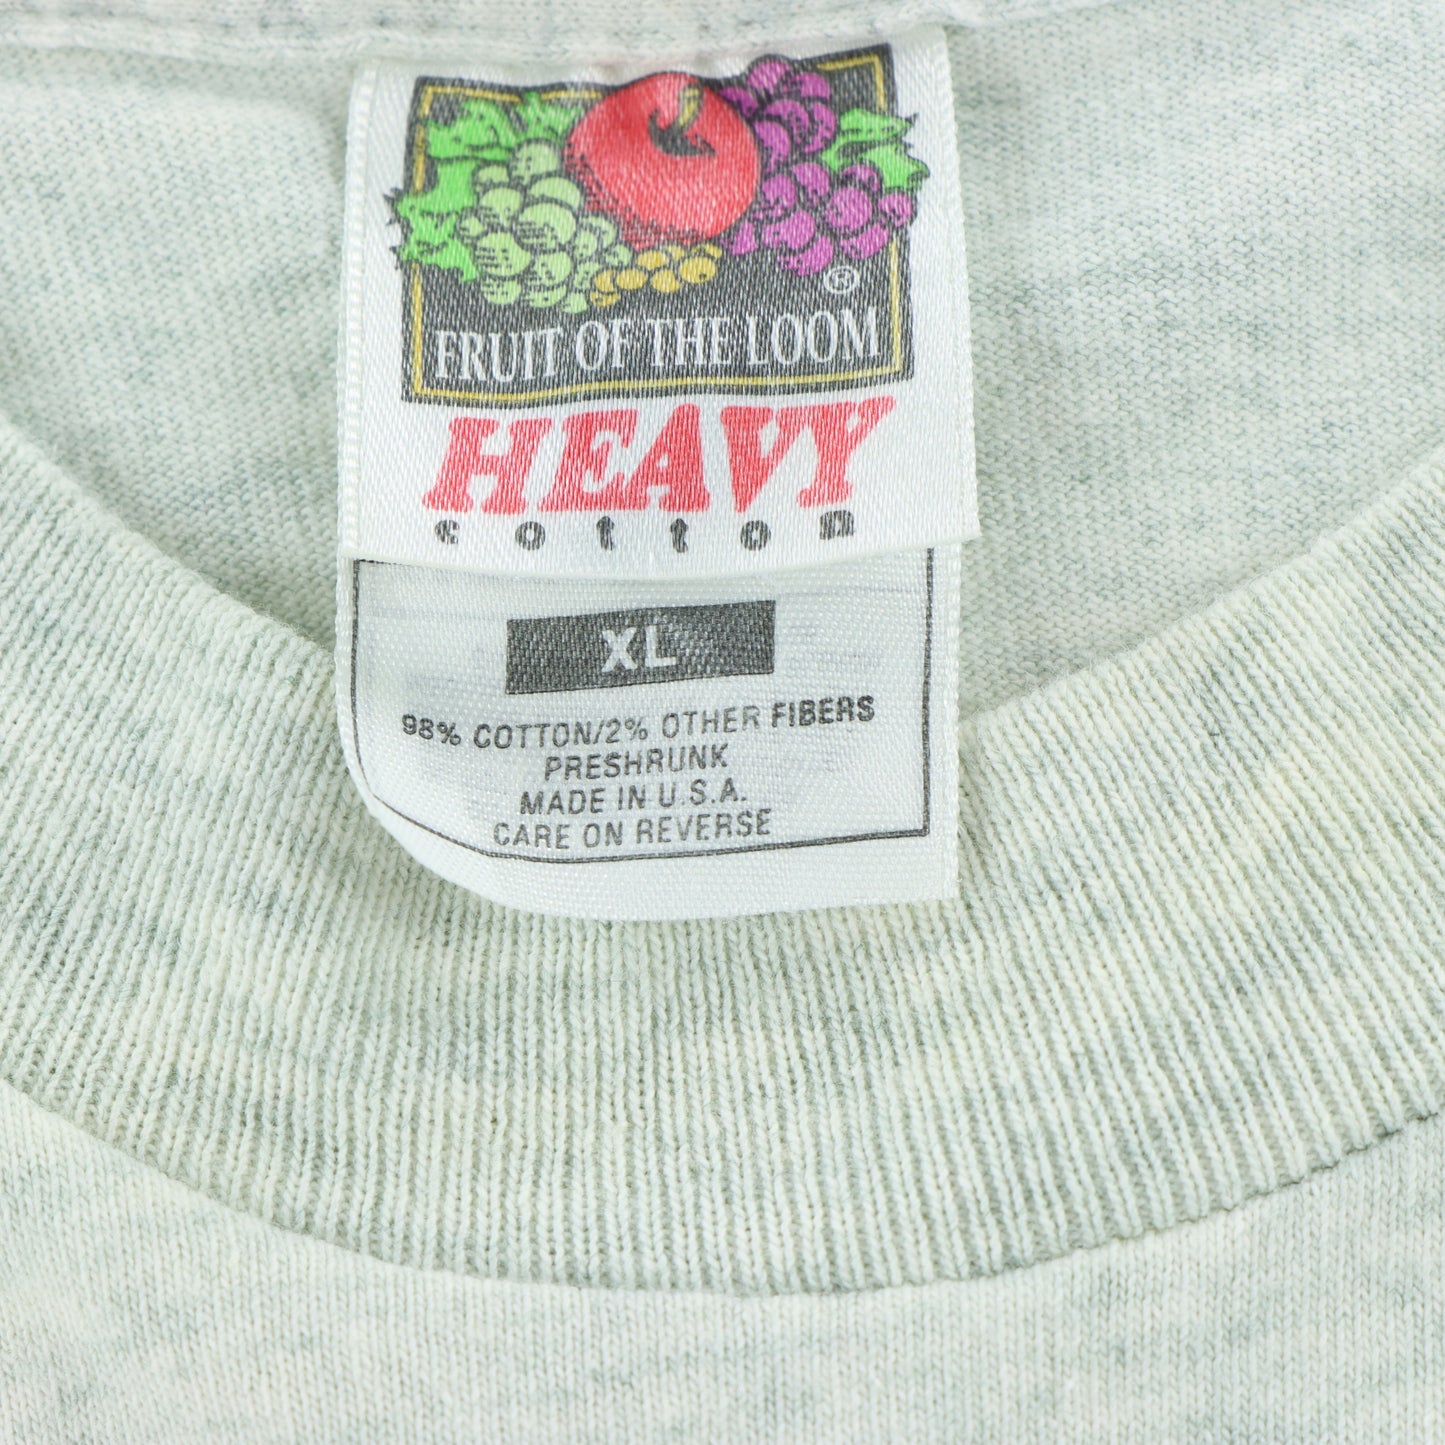 ®
FRUIT OF THE LOOM
HEAVY
cotton
XL
98% COTTON/2% OTHER FIBERS
PRESHRUNK
MADE IN U.S.A.
CARE ON REVERSE